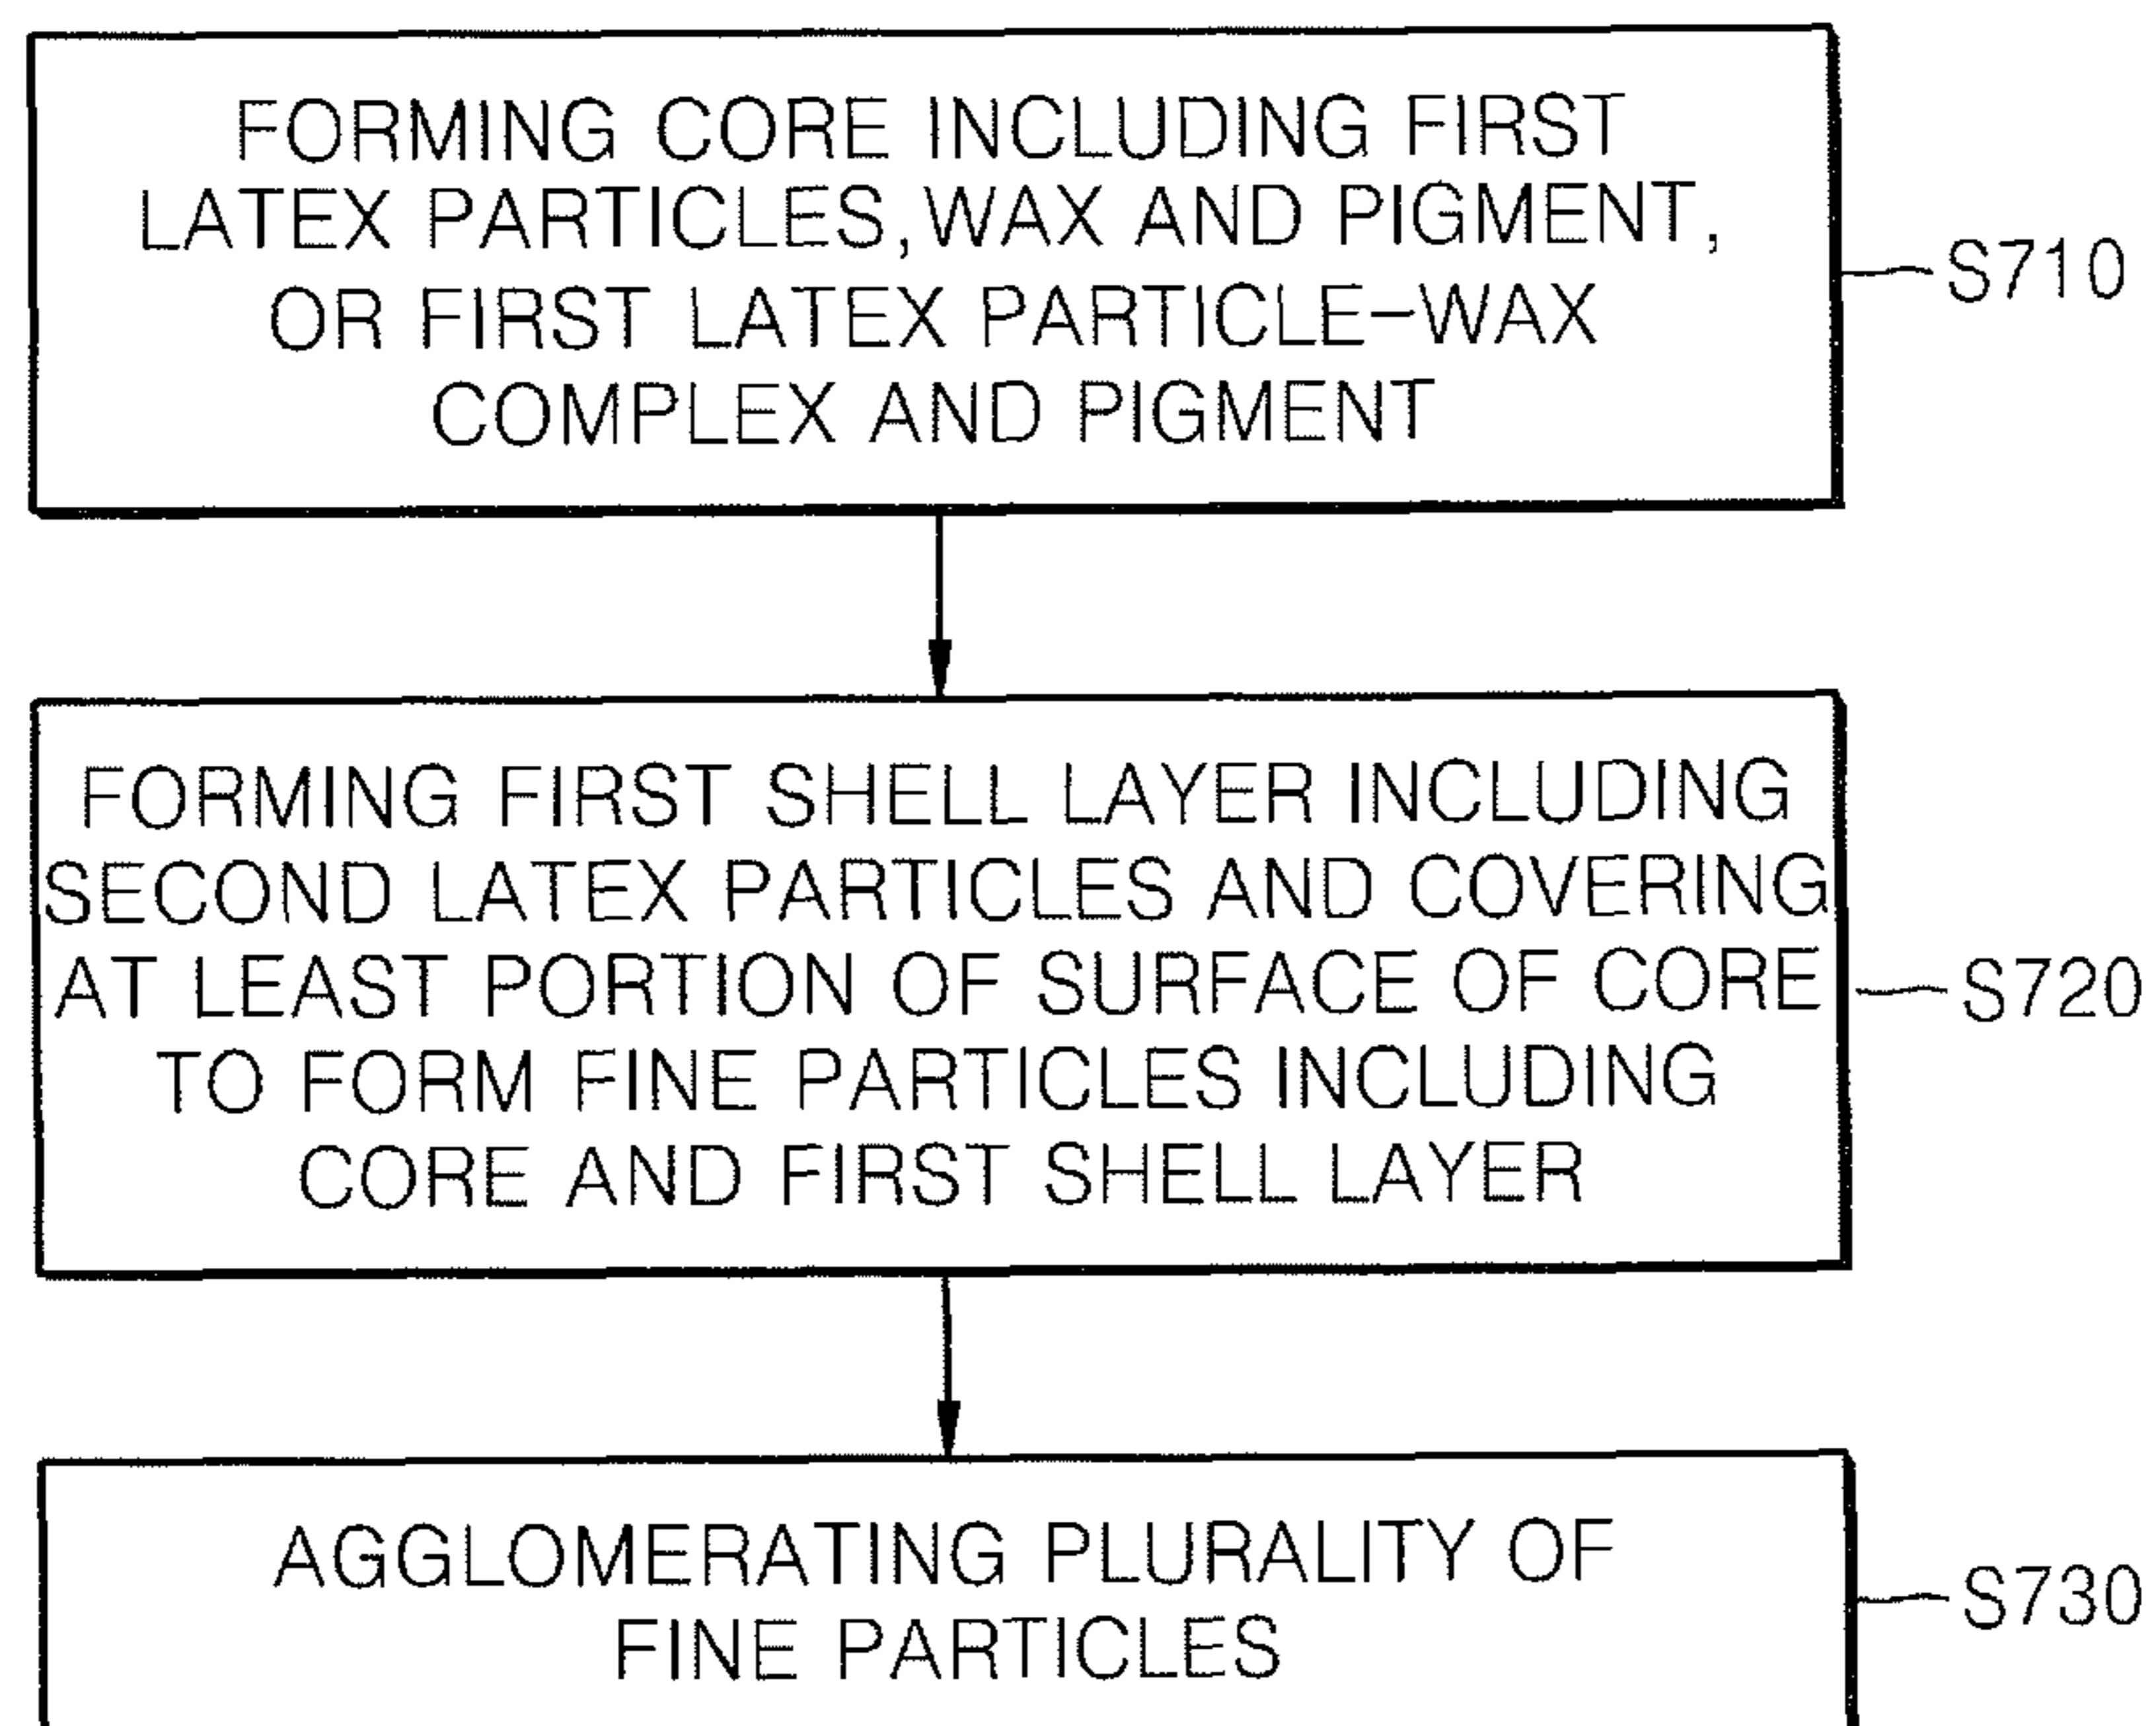 FORMING CORE INCLUDING FIRST
LATEX PARTICLES, WAX AND PIGMENT,
OR FIRST LATEX PARTICLE-WAX
COMPLEX AND PIGMENT
S710
FORMING FIRST SHELL LAYER INCLUDING
SECOND LATEX PARTICLES AND COVERING
AT LEAST PORTION OF SURFACE OF CORE
TO FORM FINE PARTICLES INCLUDING
CORE AND FIRST SHELL LAYER
S720
AGGLOMERATING PLURALITY OF
FINE PARTICLES
S730